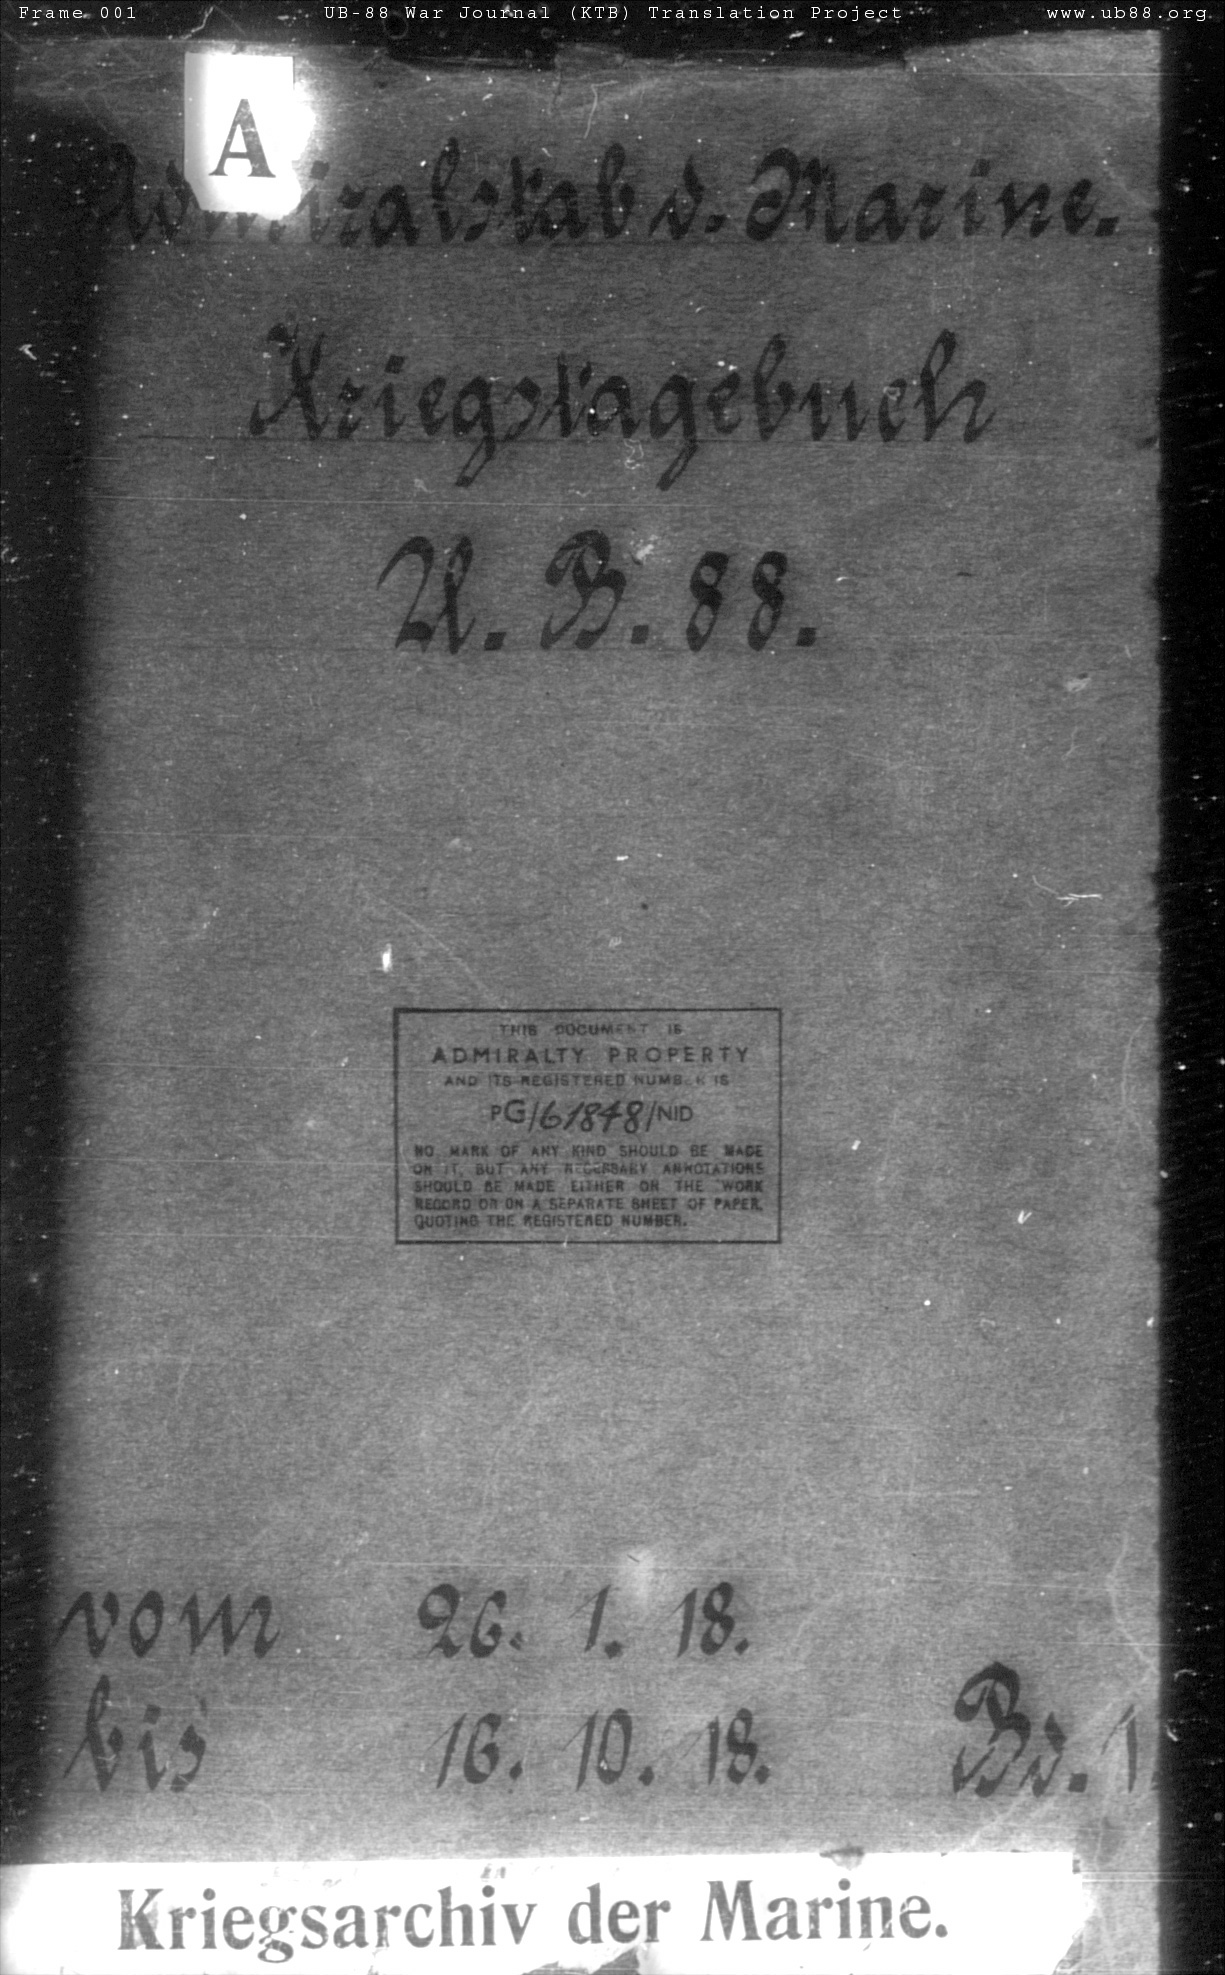 Frame 001 UB-88 War Journal (KTB) Translation Project www.ub88.org
A
Admiralstab d. Marine.
Kriegstagebuch
U. B. 88.
THIS DOCUMENT IS
ADMIRALTY PROPERTY
AND ITS REGISTERED NUMBER IS
PG/61848/NID
NO MARK OF ANY KIND SHOULD BE MADE
ON IT, BUT ANY NECESSARY ANNOTATIONS
SHOULD BE MADE EITHER ON THE WORK
RECORD OR ON A SEPARATE SHEET OF PAPER,
QUOTING THE REGISTERED NUMBER.
vom 26. 1. 18.
bis 16. 10. 18. Bd. 1
Kriegsarchiv der Marine.